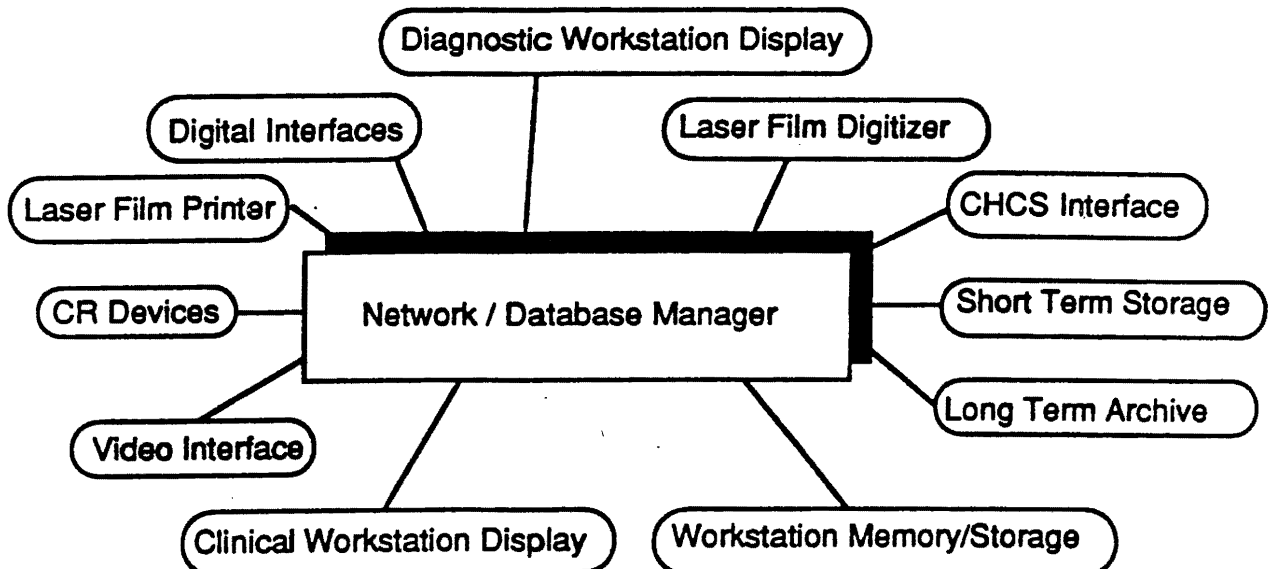 Diagnostic Workstation Display
Digital Interfaces
Laser Film Digitizer
Laser Film Printer
CHCS Interface
CR Devices
Network / Database Manager
Short Term Storage
Long Term Archive
Video Interface
Clinical Workstation Display
Workstation Memory/Storage